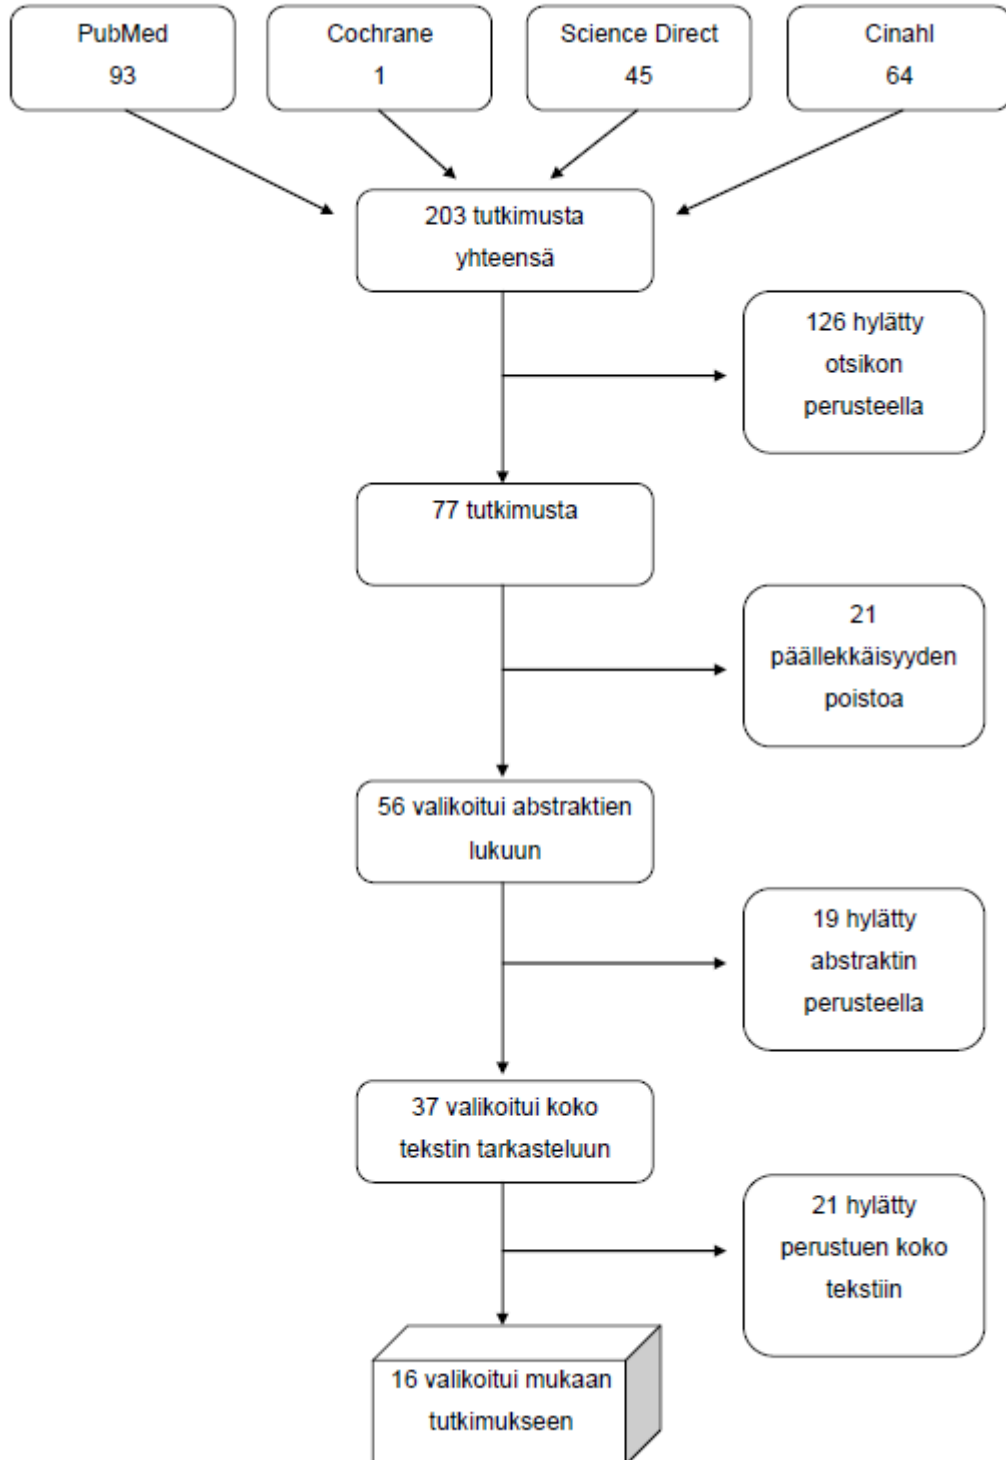 PubMed
93
Cochrane
1
Science Direct
45
Cinahl
64
203 tutkimusta
yhteensä
126 hylätty
otsikon
perusteella
77 tutkimusta
21
päällekkäisyyden
poistoa
56 valikoitui abstraktien
lukuun
19 hylätty
abstraktin
perusteella
37 valikoitui koko
tekstin tarkasteluun
21 hylätty
perustuen koko
tekstiin
16 valikoitui mukaan
tutkimukseen